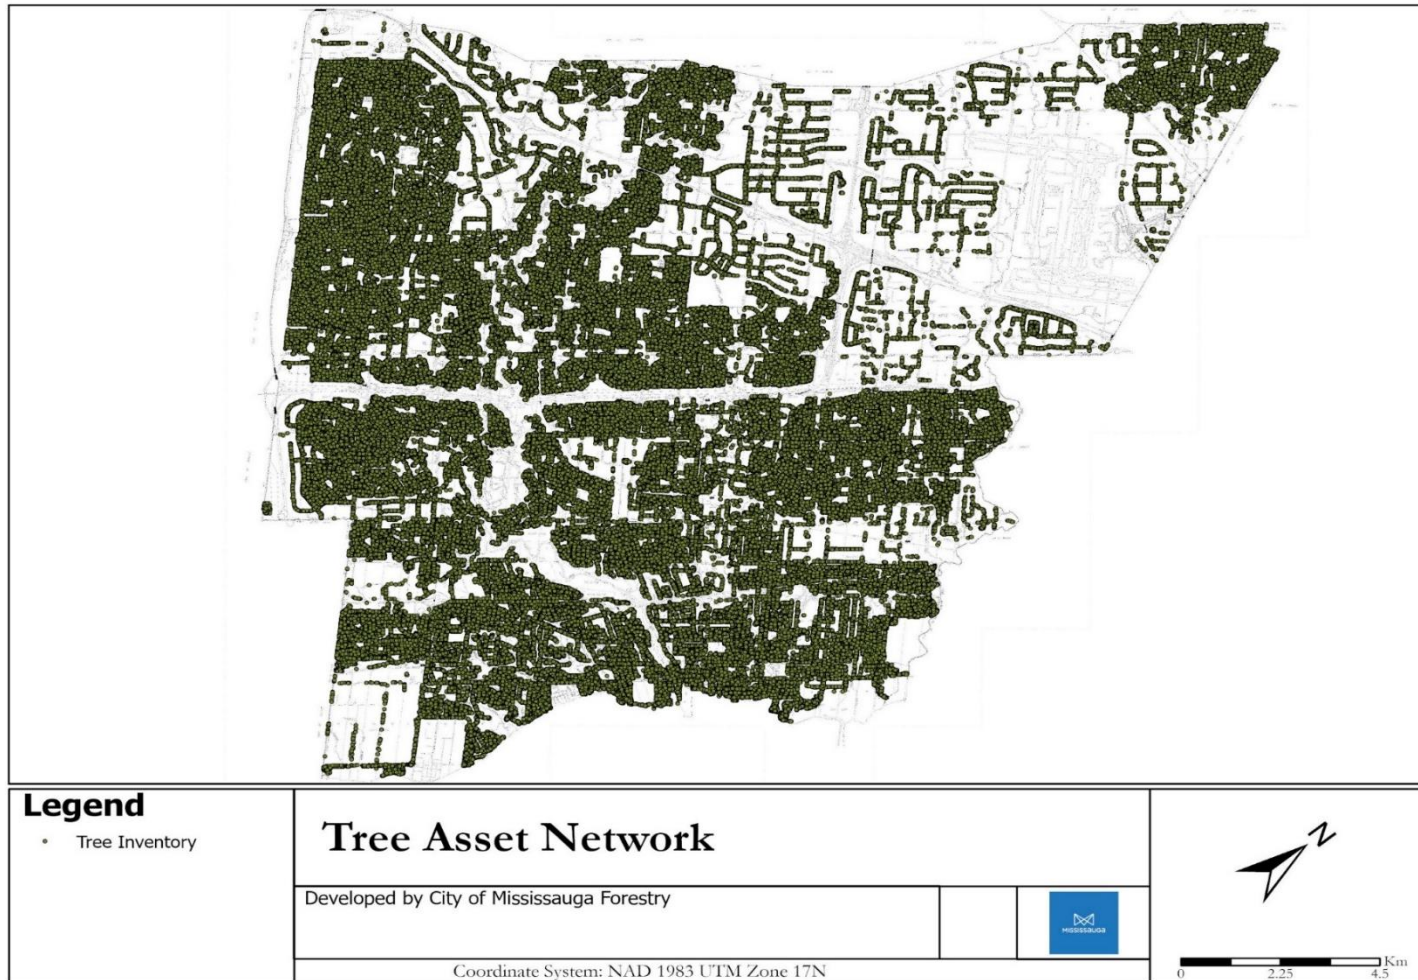 Legend
Tree Inventory
Tree Asset Network
Developed by City of Mississauga Forestry
MISSISSAUGA
Coordinate System: NAD 1983 UTM Zone 17N
N
Km
0 2.25 4.5